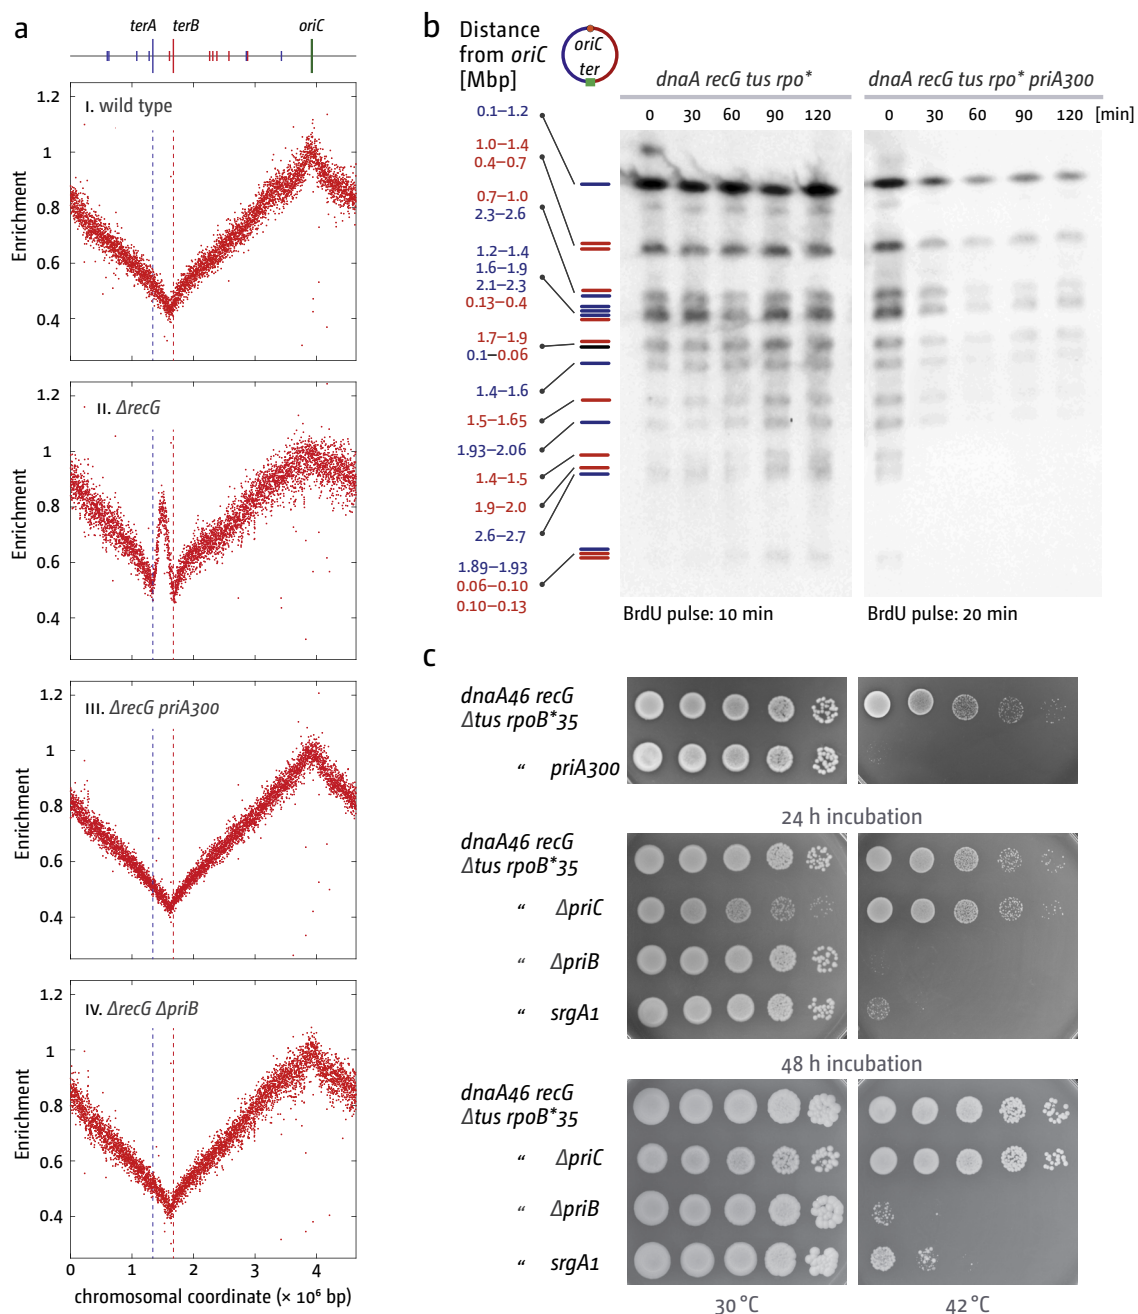 a
terA terB oriC
I. wild type
1.2
1
0.8
0.6
0.4
Enrichment
II. ΔrecG
1.2
1
0.8
0.6
0.4
Enrichment
III. ΔrecG priA300
1.2
1
0.8
0.6
0.4
Enrichment
IV. ΔrecG ΔpriB
1.2
1
0.8
0.6
0.4
Enrichment
0 1 2 3 4
chromosomal coordinate (× 10⁶ bp)
b
Distance
from oriC
[Mbp]
oriC
ter
dnaA recG tus rpo*
dnaA recG tus rpo* priA300
0 30 60 90 120
0 30 60 90 120 [min]
0.1–1.2
1.0–1.4
0.4–0.7
0.7–1.0
2.3–2.6
1.2–1.4
1.6–1.9
2.1–2.3
0.13–0.4
1.7–1.9
0.1–0.06
1.4–1.6
1.5–1.65
1.93–2.06
1.4–1.5
1.9–2.0
2.6–2.7
1.89–1.93
0.06–0.10
0.10–0.13
BrdU pulse: 10 min
BrdU pulse: 20 min
c
dnaA46 recG
Δtus rpoB*35
“ priA300
24 h incubation
dnaA46 recG
Δtus rpoB*35
“ ΔpriC
“ ΔpriB
“ srgA1
48 h incubation
dnaA46 recG
Δtus rpoB*35
“ ΔpriC
“ ΔpriB
“ srgA1
30 °C
42 °C